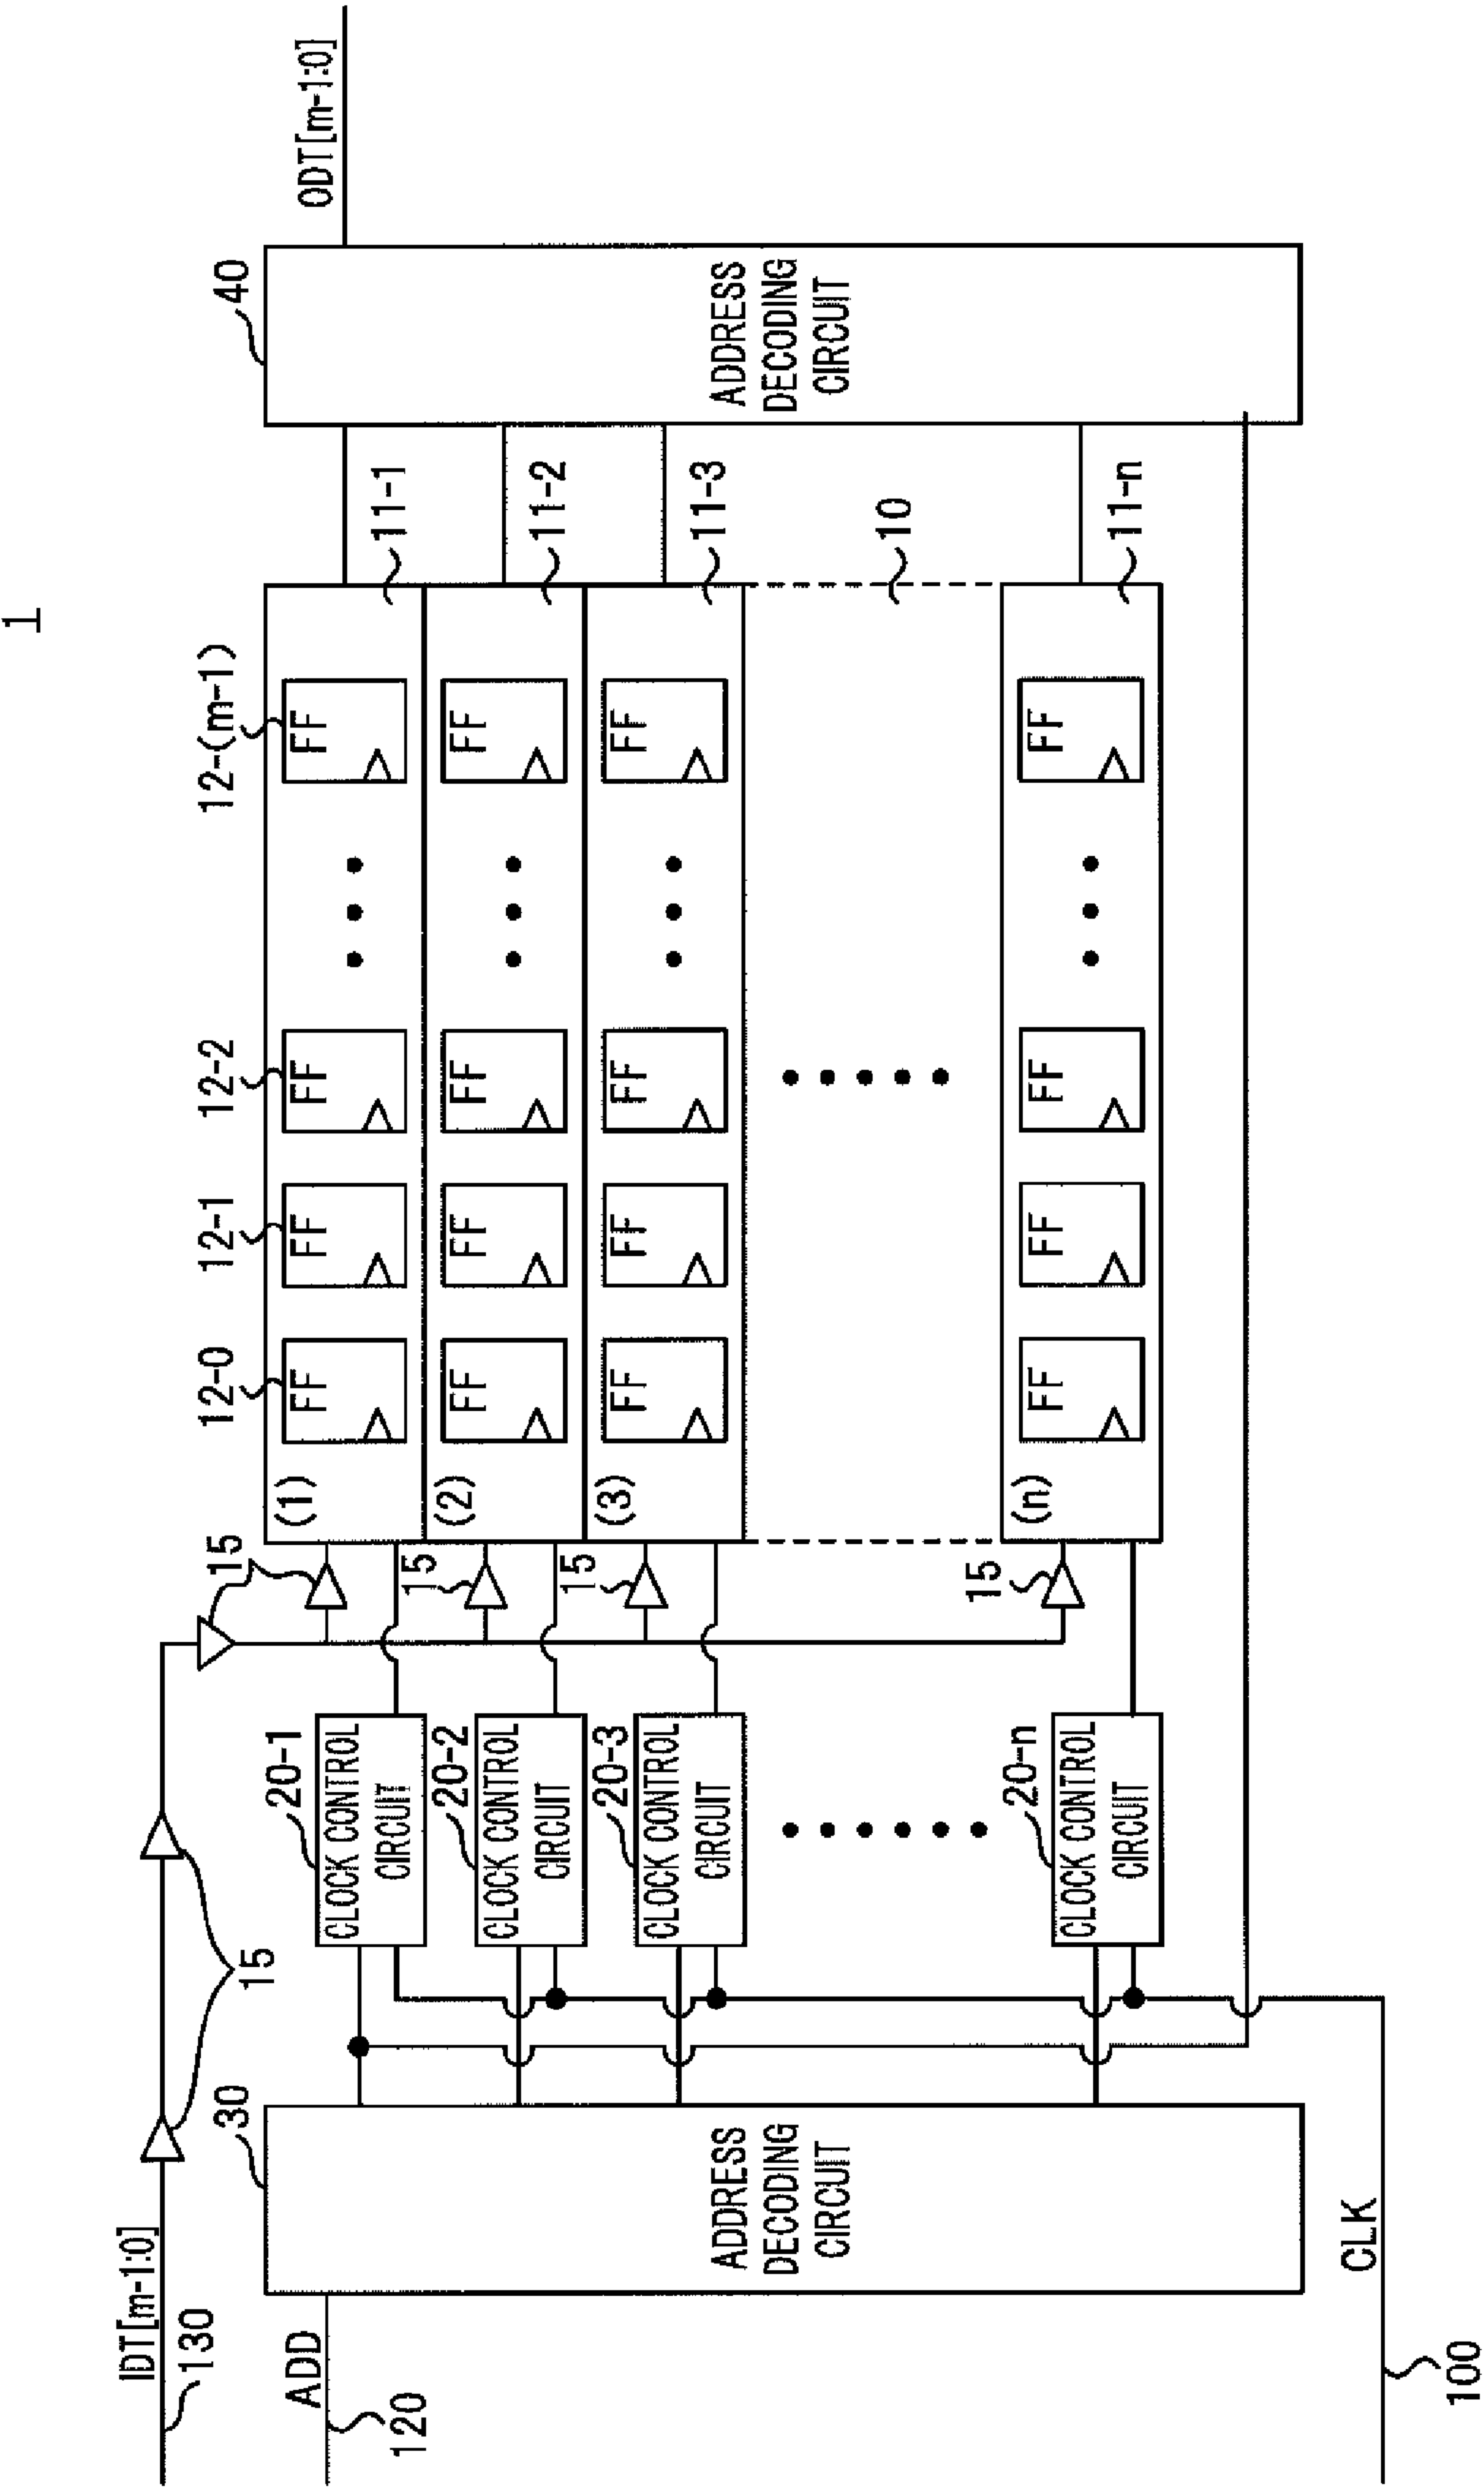 1
IDT[m-1:0]
130
15
ADD
120
30
ADDRESS
DECODING
CIRCUIT
CLK
100
20-1
CLOCK CONTROL
CIRCUIT
20-2
CLOCK CONTROL
CIRCUIT
20-3
CLOCK CONTROL
CIRCUIT
20-n
CLOCK CONTROL
CIRCUIT
15
15
15
15
12-0
12-1
12-2
12-(m-1)
(1)
FF
FF
FF
FF
11-1
(2)
FF
FF
FF
FF
11-2
(3)
FF
FF
FF
FF
11-3
10
(n)
FF
FF
FF
FF
11-n
40
ADDRESS
DECODING
CIRCUIT
ODT[m-1:0]